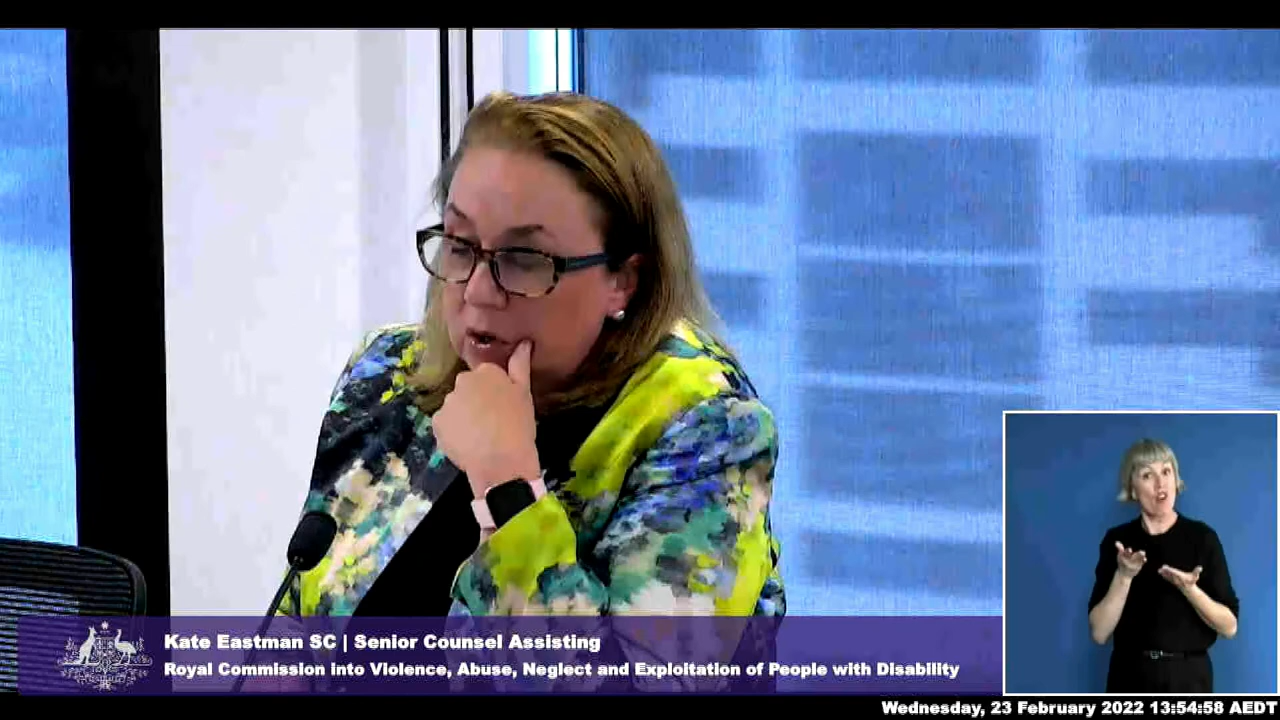 Kate Eastman SC | Senior Counsel Assisting
Royal Commission into Violence, Abuse, Neglect and Exploitation of People with Disability
Wednesday, 23 February 2022 13:54:58 AEDT